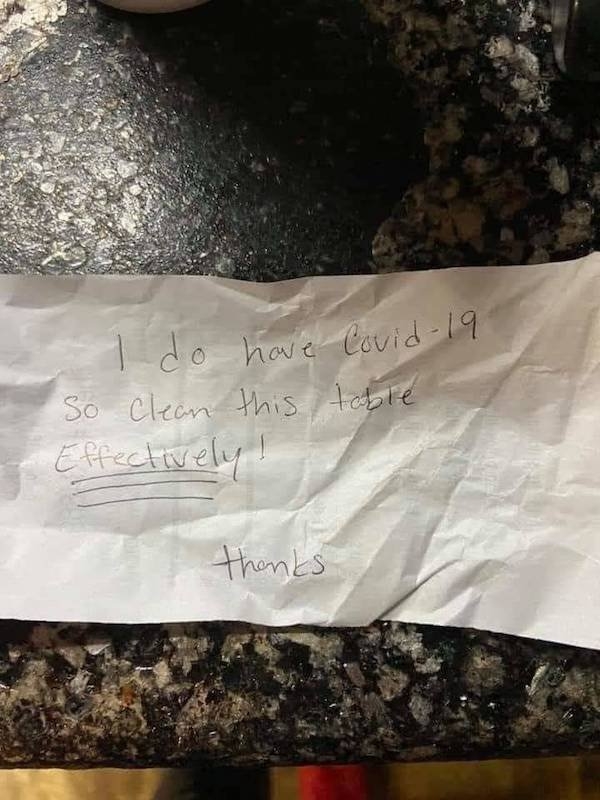 I do have Covid-19
So Clean this table
Effectively!
thanks